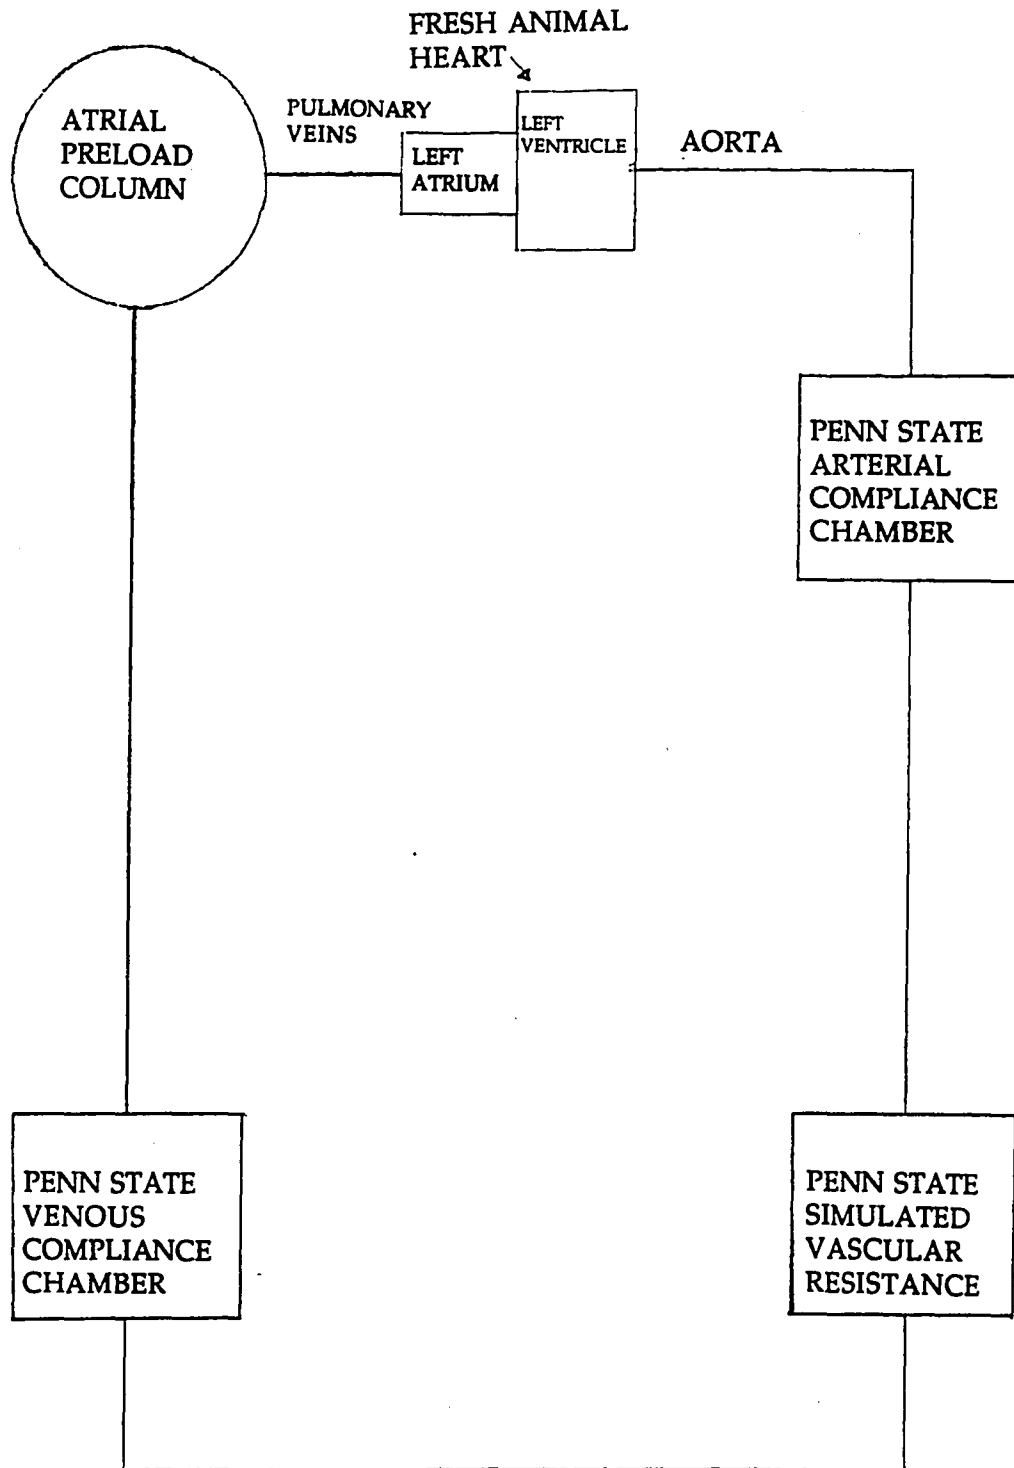 FRESH ANIMAL
HEART
ATRIAL
PRELOAD
COLUMN
PULMONARY
VEINS
LEFT
ATRIUM
LEFT
VENTRICLE
AORTA
PENN STATE
ARTERIAL
COMPLIANCE
CHAMBER
PENN STATE
VENOUS
COMPLIANCE
CHAMBER
PENN STATE
SIMULATED
VASCULAR
RESISTANCE